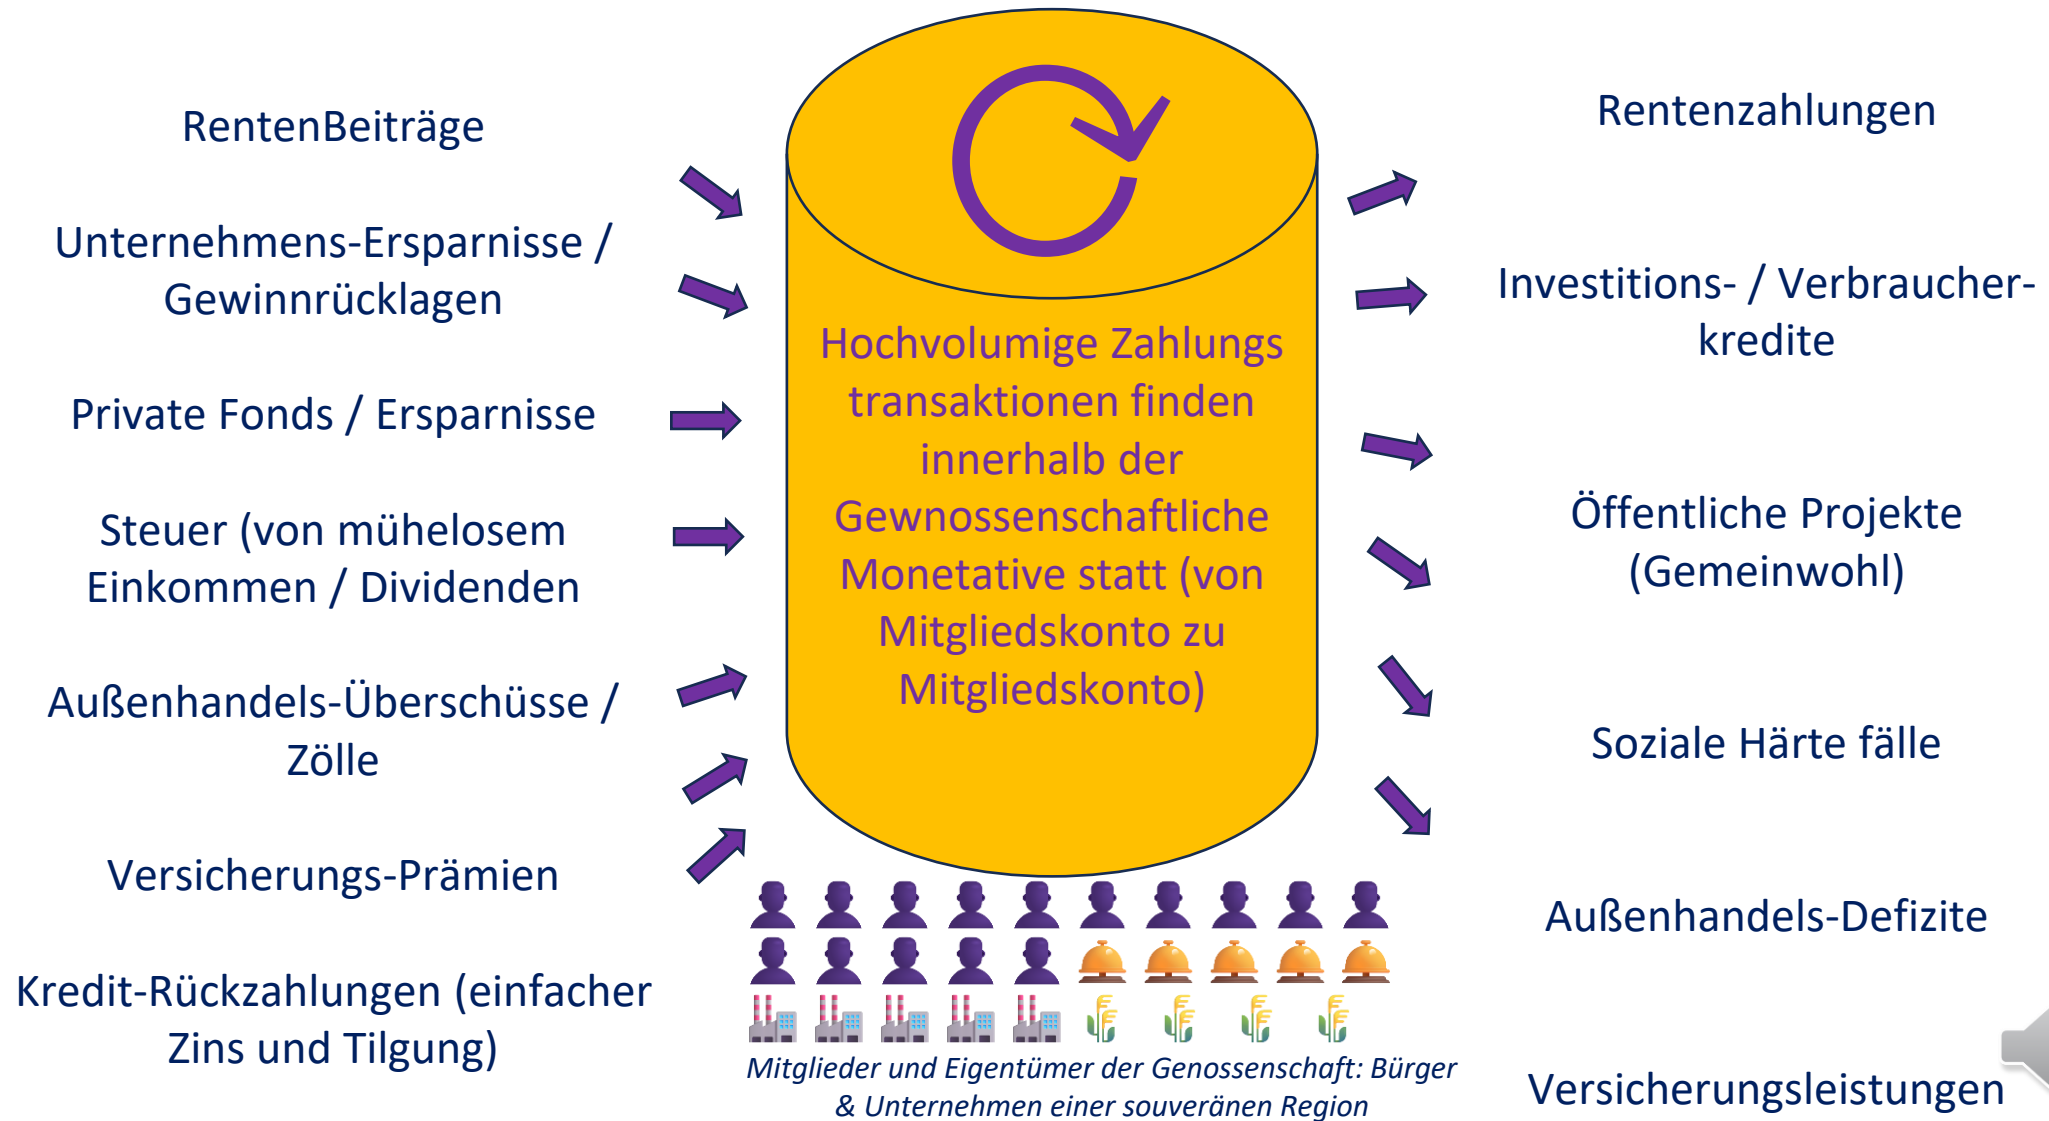 RentenBeiträge
Unternehmens-Ersparnisse /
Gewinnrücklagen
Private Fonds / Ersparnisse
Steuer (von mühelosem
Einkommen / Dividenden
Außenhandels-Überschüsse /
Zölle
Versicherungs-Prämien
Kredit-Rückzahlungen (einfacher
Zins und Tilgung)
Hochvolumige Zahlungs
transaktionen finden
innerhalb der
Gewnossenschaftliche
Monetative statt (von
Mitgliedskonto zu
Mitgliedskonto)
Mitglieder und Eigentümer der Genossenschaft: Bürger
& Unternehmen einer souveränen Region
Rentenzahlungen
Investitions- / Verbraucher-
kredite
Öffentliche Projekte
(Gemeinwohl)
Soziale Härte fälle
Außenhandels-Defizite
Versicherungsleistungen